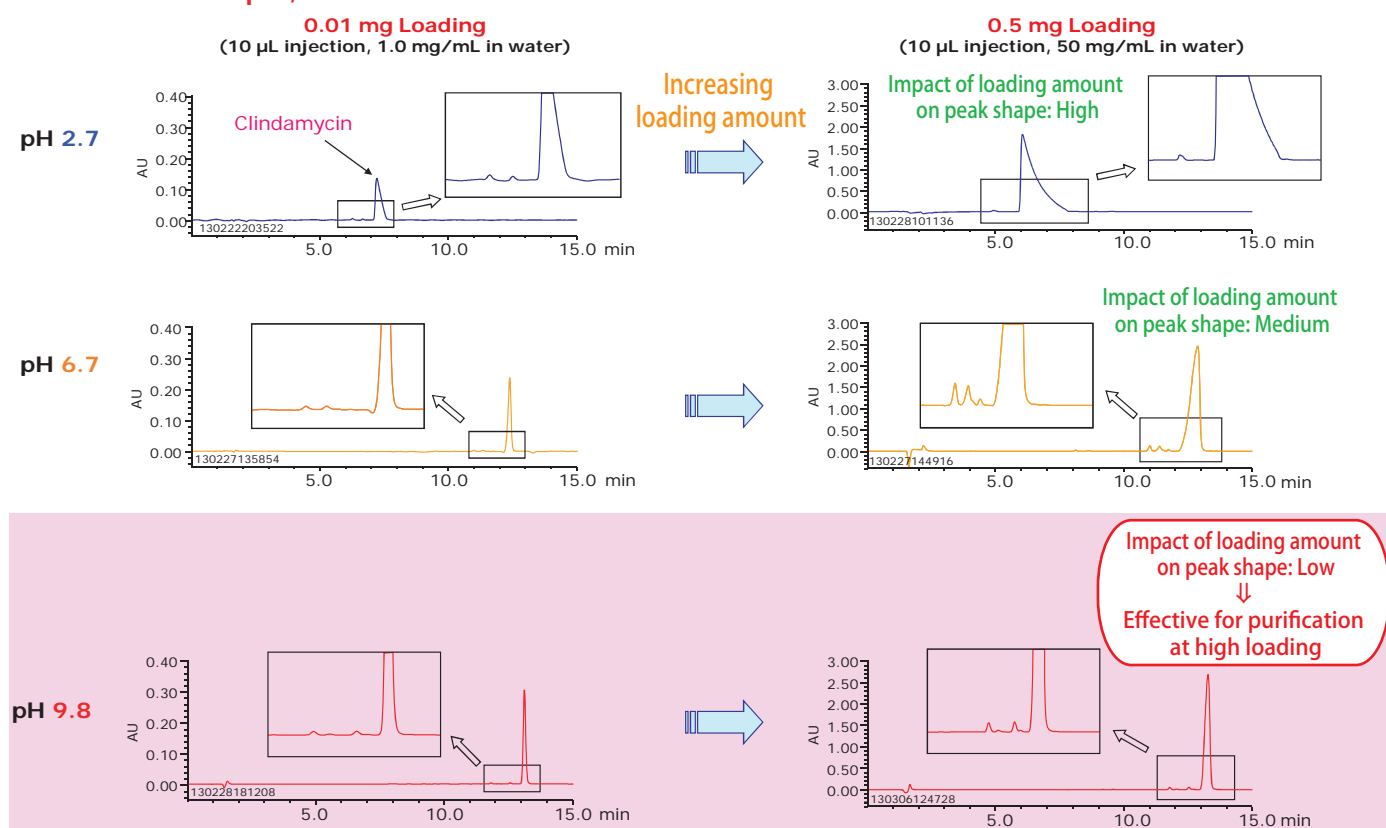 0.01 mg Loading
(10 µL injection, 1.0 mg/mL in water)
0.5 mg Loading
(10 µL injection, 50 mg/mL in water)
pH 2.7
AU
0.40
0.30
0.20
0.10
0.00
Clindamycin
130222203522
5.0
10.0
15.0 min
Increasing
loading amount
AU
3.00
2.50
2.00
1.50
1.00
0.50
0.00
Impact of loading amount
on peak shape: High
130228101136
5.0
10.0
15.0 min
pH 6.7
AU
0.40
0.30
0.20
0.10
0.00
130227135854
5.0
10.0
15.0 min
Impact of loading amount
on peak shape: Medium
AU
3.00
2.50
2.00
1.50
1.00
0.50
0.00
130227144916
5.0
10.0
15.0 min
pH 9.8
AU
0.40
0.30
0.20
0.10
0.00
130228181208
5.0
10.0
15.0 min
Impact of loading amount
on peak shape: Low
⇓
Effective for purification
at high loading
AU
3.00
2.50
2.00
1.50
1.00
0.50
0.00
130306124728
5.0
10.0
15.0 min